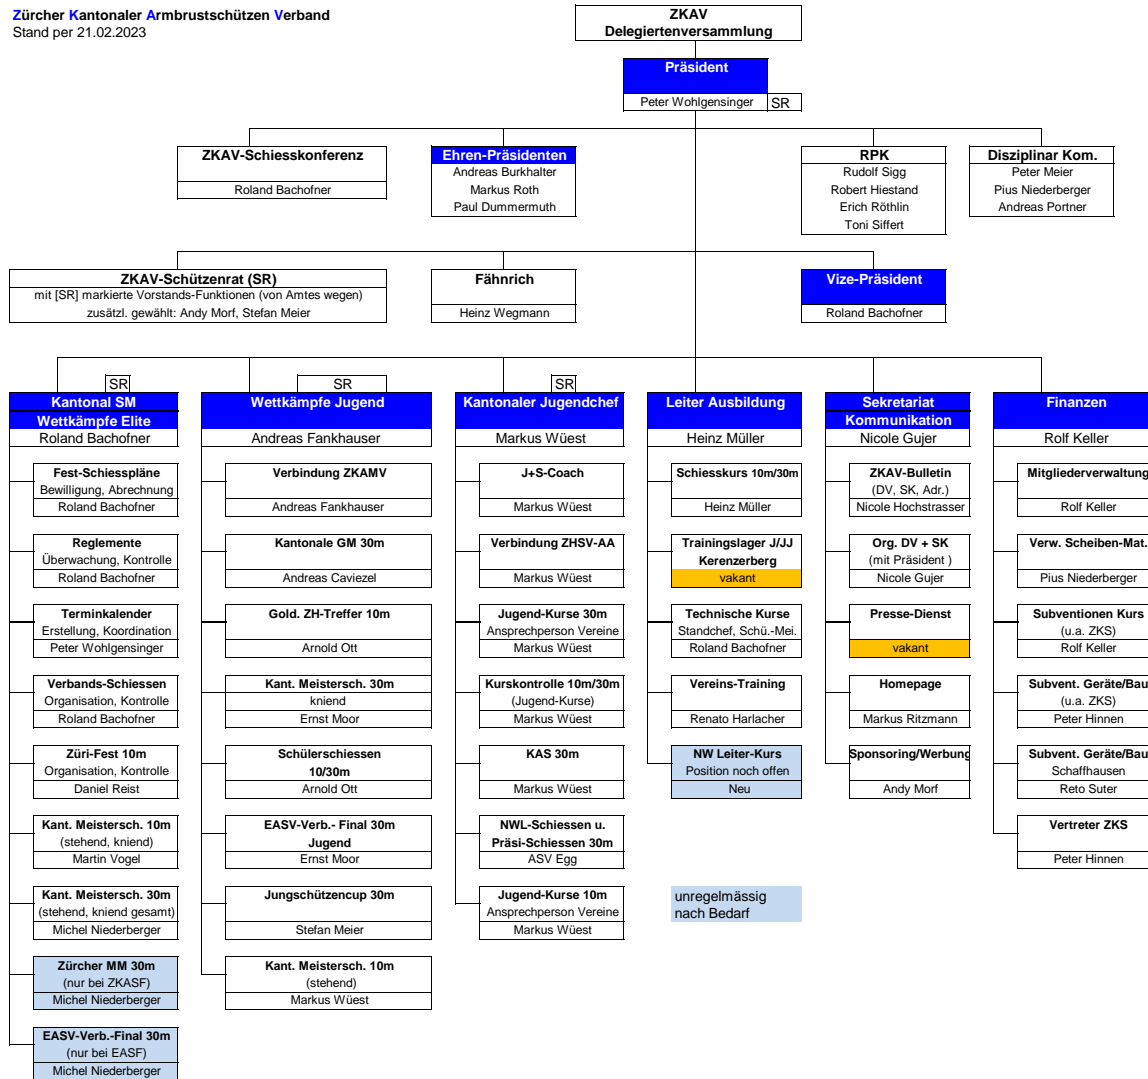 Zürcher Kantonaler Armbrustschützen Verband
Stand per 21.02.2023
ZKAV
Delegiertenversammlung
Präsident
Peter Wohlgensinger
SR
ZKAV-Schiesskonferenz
Roland Bachofner
Ehren-Präsidenten
Andreas Burkhalter
Markus Roth
Paul Dummermuth
RPK
Rudolf Sigg
Robert Hiestand
Erich Röthlin
Toni Siffert
Disziplinar Kom.
Peter Meier
Pius Niederberger
Andreas Portner
ZKAV-Schützenrat (SR)
mit [SR] markierte Vorstands-Funktionen (von Amtes wegen)
zusätzl. gewählt: Andy Morf, Stefan Meier
Fähnrich
Heinz Wegmann
Vize-Präsident
Roland Bachofner
SR
Kantonal SM
Wettkämpfe Elite
Roland Bachofner
Fest-Schiesspläne
Bewilligung, Abrechnung
Roland Bachofner
Reglemente
Überwachung, Kontrolle
Roland Bachofner
Terminkalender
Erstellung, Koordination
Peter Wohlgensinger
Verbands-Schiessen
Organisation, Kontrolle
Roland Bachofner
Züri-Fest 10m
Organisation, Kontrolle
Daniel Reist
Kant. Meistersch. 10m
(stehend, kniend)
Martin Vogel
Kant. Meistersch. 30m
(stehend, kniend gesamt)
Michel Niederberger
Zürcher MM 30m
(nur bei ZKASF)
Michel Niederberger
EASV-Verb.-Final 30m
(nur bei EASF)
Michel Niederberger
SR
Wettkämpfe Jugend
Andreas Fankhauser
Verbindung ZKAMV
Andreas Fankhauser
Kantonale GM 30m
Andreas Caviezel
Gold. ZH-Treffer 10m
Arnold Ott
Kant. Meistersch. 30m
kniend
Ernst Moor
Schülerschiessen
10/30m
Arnold Ott
EASV-Verb.- Final 30m
Jugend
Ernst Moor
Jungschützencup 30m
Stefan Meier
Kant. Meistersch. 10m
(stehend)
Markus Wüest
SR
Kantonaler Jugendchef
Markus Wüest
J+S-Coach
Markus Wüest
Verbindung ZHSV-AA
Markus Wüest
Jugend-Kurse 30m
Ansprechperson Vereine
Markus Wüest
Kurskontrolle 10m/30m
(Jugend-Kurse)
Markus Wüest
KAS 30m
Markus Wüest
NWL-Schiessen u.
Präsi-Schiessen 30m
ASV Egg
Jugend-Kurse 10m
Ansprechperson Vereine
Markus Wüest
Leiter Ausbildung
Heinz Müller
Schiesskurs 10m/30m
Heinz Müller
Trainingslager J/JJ
Kerenzerberg
vakant
Technische Kurse
Standchef, Schü.-Mei.
Roland Bachofner
Vereins-Training
Renato Harlacher
NW Leiter-Kurs
Position noch offen
Neu
unregelmässig
nach Bedarf
Sekretariat
Kommunikation
Nicole Gujer
ZKAV-Bulletin
(DV, SK, Adr.)
Nicole Hochstrasser
Org. DV + SK
(mit Präsident )
Nicole Gujer
Presse-Dienst
vakant
Homepage
Markus Ritzmann
Sponsoring/Werbung
Andy Morf
Finanzen
Rolf Keller
Mitgliederverwaltung
Rolf Keller
Verw. Scheiben-Mat.
Pius Niederberger
Subventionen Kurs
(u.a. ZKS)
Rolf Keller
Subvent. Geräte/Bau
(u.a. ZKS)
Peter Hinnen
Subvent. Geräte/Bau
Schaffhausen
Reto Suter
Vertreter ZKS
Peter Hinnen